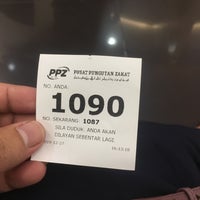 PPZ PUSAT PUNGUTAN ZAKAT
NO. ANDA:
1090
NO. SEKARANG 1087
SILA DUDUK. ANDA AKAN
DILAYAN SEBENTAR LAGI